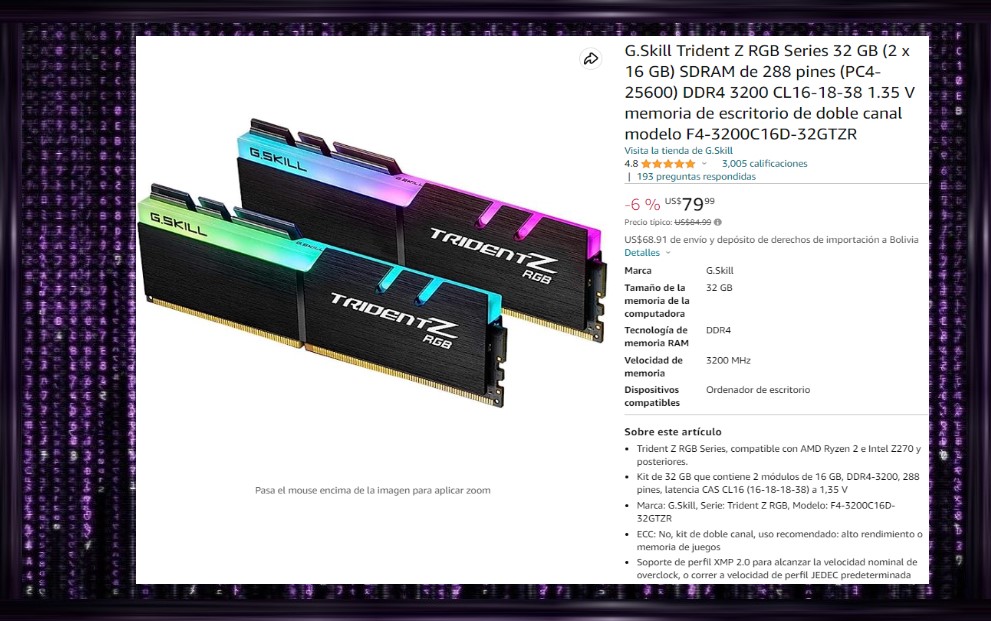 G.Skill Trident Z RGB Series 32 GB (2 x
16 GB) SDRAM de 288 pines (PC4-
25600) DDR4 3200 CL16-18-38 1.35 V
memoria de escritorio de doble canal
modelo F4-3200C16D-32GTZR
Visita la tienda de G.Skill
4.8 3,005 calificaciones
| 193 preguntas respondidas
-6 % US$79.99
Precio típico: US$84.99
US$68.91 de envío y depósito de derechos de importación a Bolivia
Detalles
Marca G.Skill
Tamaño de la memoria de la computadora 32 GB
Tecnología de memoria RAM DDR4
Velocidad de memoria 3200 MHz
Dispositivos compatibles Ordenador de escritorio
Sobre este artículo
• Trident Z RGB Series, compatible con AMD Ryzen 2 e Intel Z270 y
posteriores.
• Kit de 32 GB que contiene 2 módulos de 16 GB, DDR4-3200, 288
pines, latencia CAS CL16 (16-18-18-38) a 1,35 V
• Marca: G.Skill, Serie: Trident Z RGB, Modelo: F4-3200C16D-
32GTZR
• ECC: No, kit de doble canal, uso recomendado: alto rendimiento o
memoria de juegos
• Soporte de perfil XMP 2.0 para alcanzar la velocidad nominal de
overclock, o correr a velocidad de perfil JEDEC predeterminada
G.SKILL
TRIDENTZ
RGB
G.SKILL
TRIDENTZ
RGB
Pasa el mouse encima de la imagen para aplicar zoom